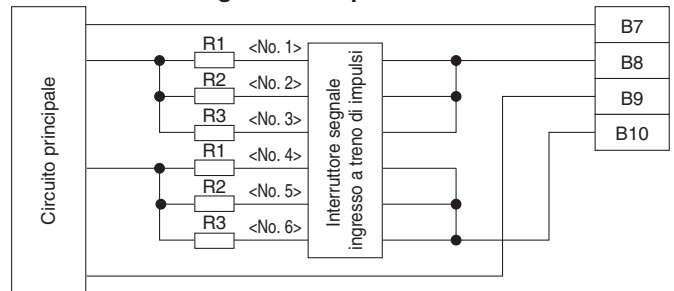 Circuito principale
R1 <No. 1>
R2 <No. 2>
R3 <No. 3>
R1 <No. 4>
R2 <No. 5>
R3 <No. 6>
Interruttore segnale
ingresso a treno di impulsi
B7
B8
B9
B10